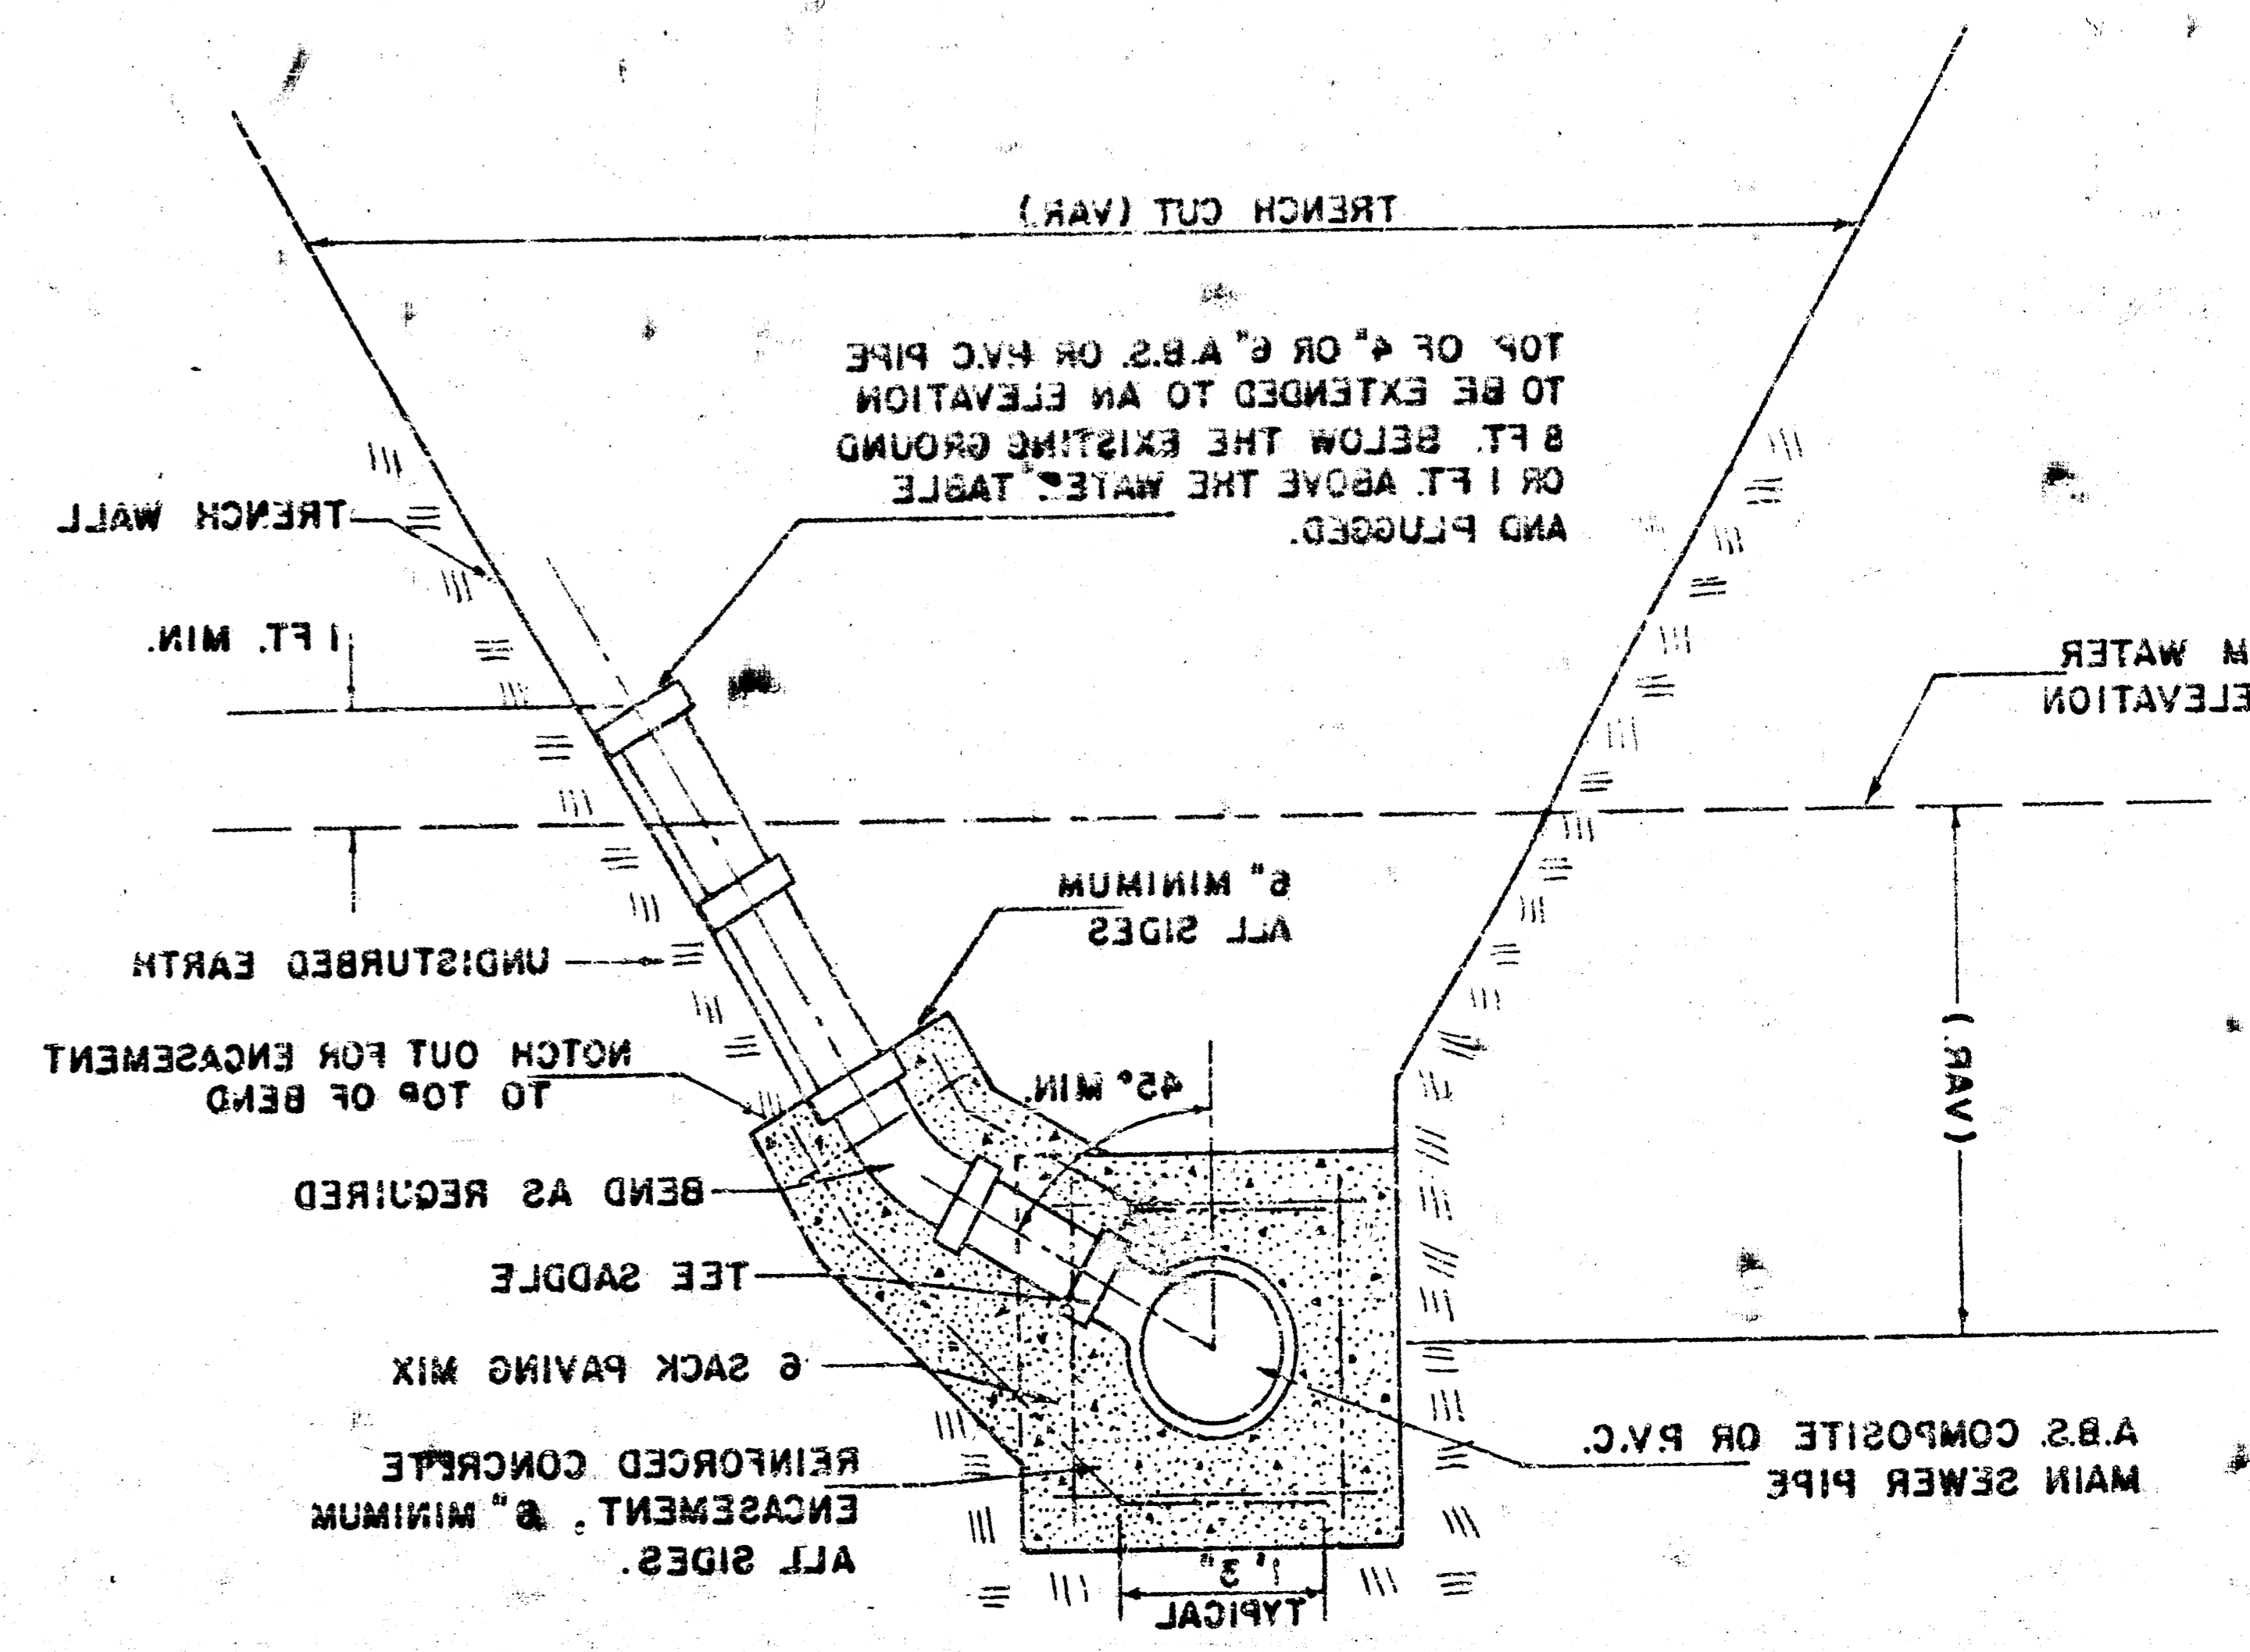 TRENCH CUT (VAR.)
TOP OF 4" OR 6" A.B.S. OR P.V.C PIPE
TO BE EXTENDED TO AN ELEVATION
8 FT. BELOW THE EXISTING GROUND
OR 1 FT. ABOVE THE WATER TABLE
AND PLUGGED.
TRENCH WALL
1 FT. MIN.
M WATER
ELEVATION
6" MINIMUM
ALL SIDES
UNDISTURBED EARTH
(VAR.)
NOTCH OUT FOR ENCASEMENT
TO TOP OF BEND
45° MIN.
BEND AS REQUIRED
TEE SADDLE
6 SACK PAVING MIX
A.B.S. COMPOSITE OR P.V.C.
MAIN SEWER PIPE
REINFORCED CONCRETE
ENCASEMENT, 6" MINIMUM
ALL SIDES.
1' 3"
TYPICAL